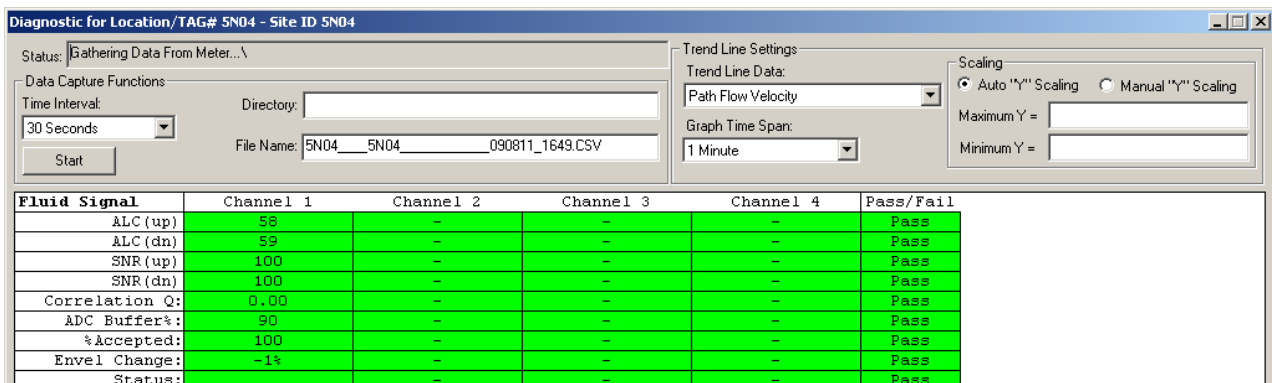 Diagnostic for Location/TAG# 5N04 - Site ID 5N04
Status: Gathering Data From Meter...\
Data Capture Functions
Time Interval:
30 Seconds
Start
Directory:
File Name: 5N04____5N04____________090811_1649.CSV
Trend Line Settings
Trend Line Data:
Path Flow Velocity
Graph Time Span:
1 Minute
Scaling
Auto "Y" Scaling Manual "Y" Scaling
Maximum Y =
Minimum Y =
Fluid Signal Channel 1 Channel 2 Channel 3 Channel 4 Pass/Fail
ALC(up) 58 - - - Pass
ALC(dn) 59 - - - Pass
SNR(up) 100 - - - Pass
SNR(dn) 100 - - - Pass
Correlation Q: 0.00 - - - Pass
ADC Buffer%: 90 - - - Pass
%Accepted: 100 - - - Pass
Envel Change: -1% - - - Pass
Status: - - - Pass